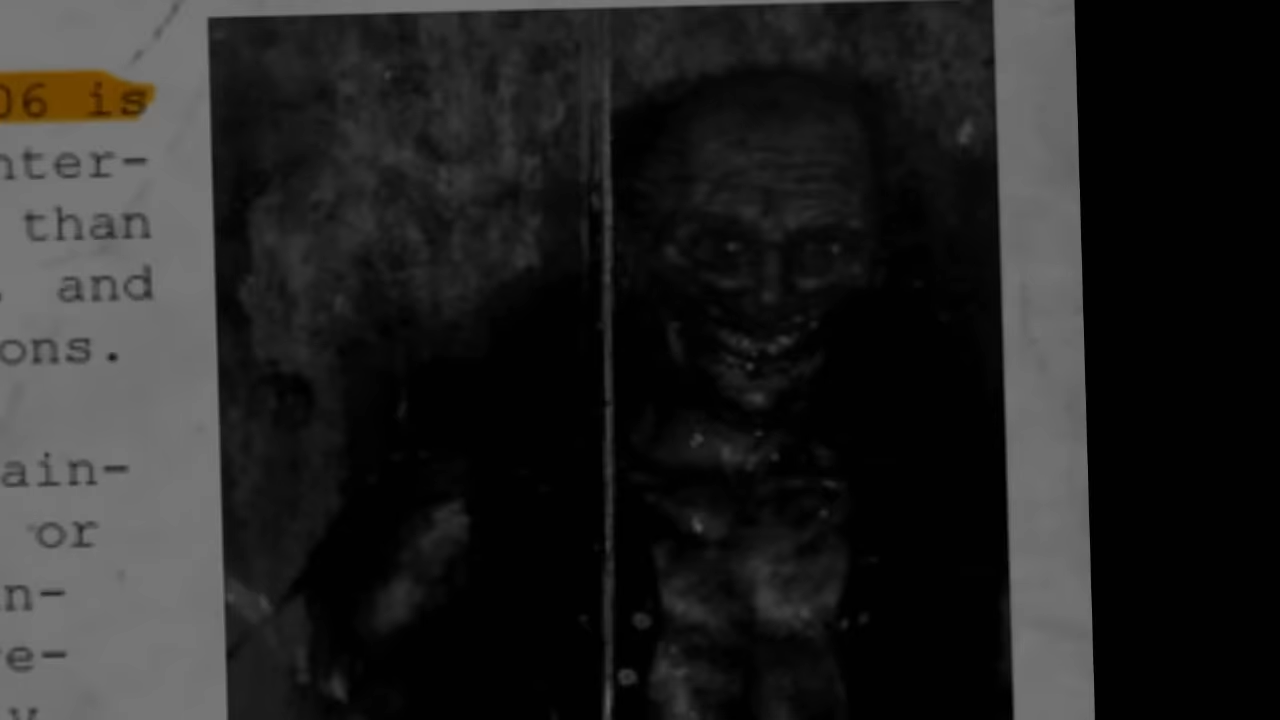 06 is
nter-
than
, and
ons.
ain-
or
n-
e-
y